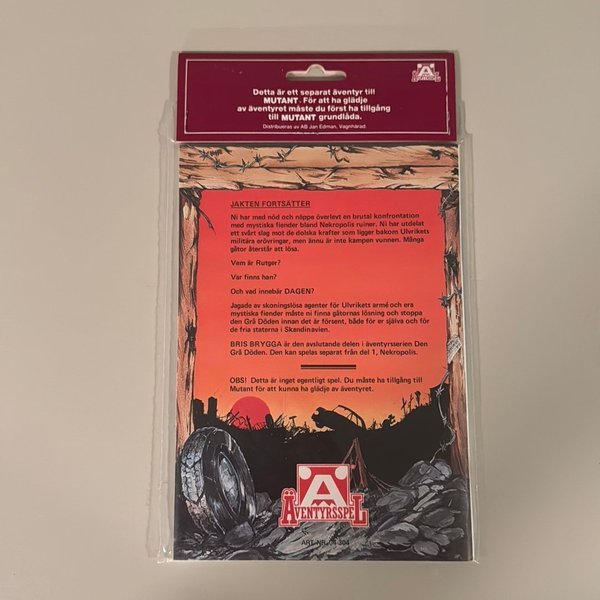 Detta är ett separat äventyr till
MUTANT. För att ha glädje
av äventyret måste du först ha tillgång
till MUTANT grundlåda.
Distribueras av AB Jan Edman, Vagnhärad.
ÄVENTYRSSPEL
JAKTEN FORTSÄTTER
Ni har med nöd och näppe överlevt en brutal konfrontation
med mystiska fiender bland Nekropolis ruiner. Ni har utdelat
ett svårt slag mot de dolska krafter som ligger bakom Ulvrikets
militära erövringar, men ännu är inte kampen vunnen. Många
gåtor återstår att lösa.
Vem är Rutger?
Var finns han?
Och vad innebär DAGEN?
Jagade av skoningslösa agenter för Ulvrikets armé och era
mystiska fiender måste ni finna gåtornas lösning och stoppa
den Grå Döden innan det är försent, både för er själva och för
de fria staterna i Skandinavien.
BRIS BRYGGA är den avslutande delen i äventyrsserien Den
Grå Döden. Den kan spelas separat från del 1, Nekropolis.
OBS! Detta är inget egentligt spel. Du måste ha tillgång till
Mutant för att kunna ha glädje av äventyret.
Ä
ÄVENTYRSSPEL
ART-NR. 04 304